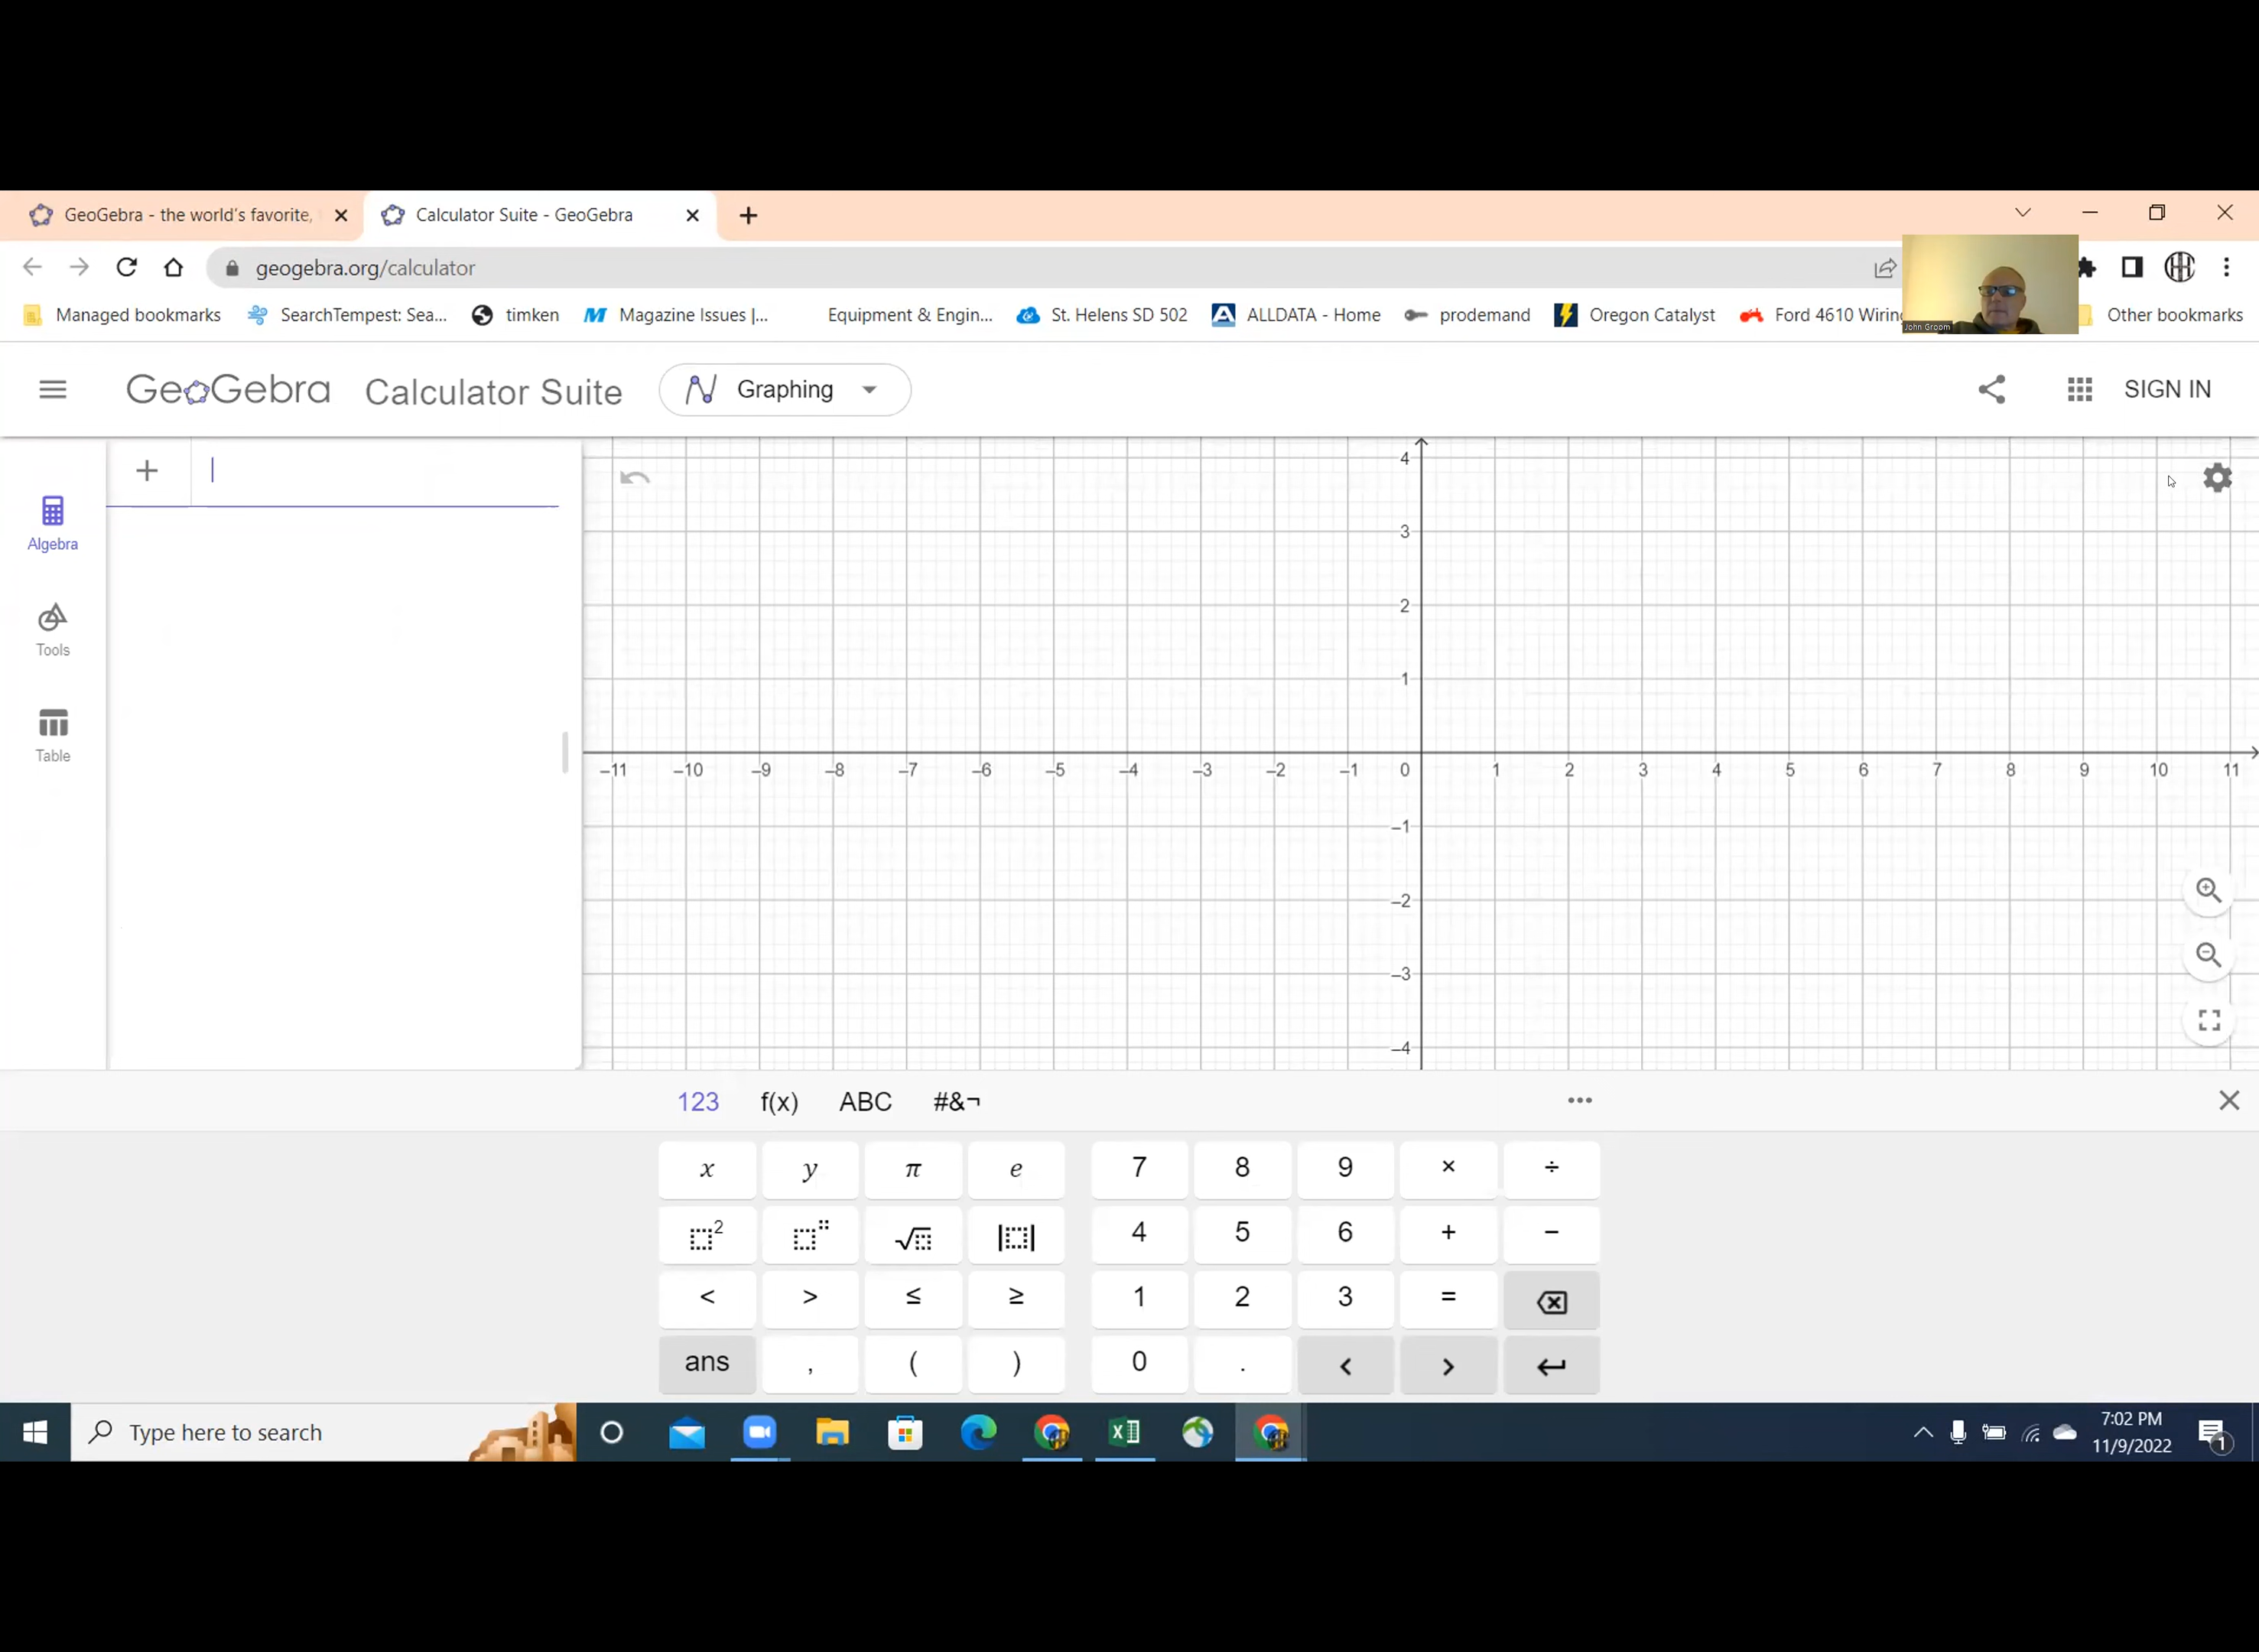 GeoGebra - the world's favorite,
Calculator Suite - GeoGebra
geogebra.org/calculator
Managed bookmarks SearchTempest: Sea... timken Magazine Issues |... Equipment & Engin... St. Helens SD 502 ALLDATA - Home prodemand Oregon Catalyst Ford 4610 Wiring Other bookmarks
John Groom
GeoGebra Calculator Suite Graphing SIGN IN
Algebra
Tools
Table
4
3
2
1
–11 –10 –9 –8 –7 –6 –5 –4 –3 –2 –1 0 1 2 3 4 5 6 7 8 9 10 11
–1
–2
–3
–4
123 f(x) ABC #&¬ ...
x y π e 7 8 9 × ÷
2 √ 4 5 6 + −
< > ≤ ≥ 1 2 3 =
ans , ( ) 0 . < >
Type here to search
7:02 PM
11/9/2022
1